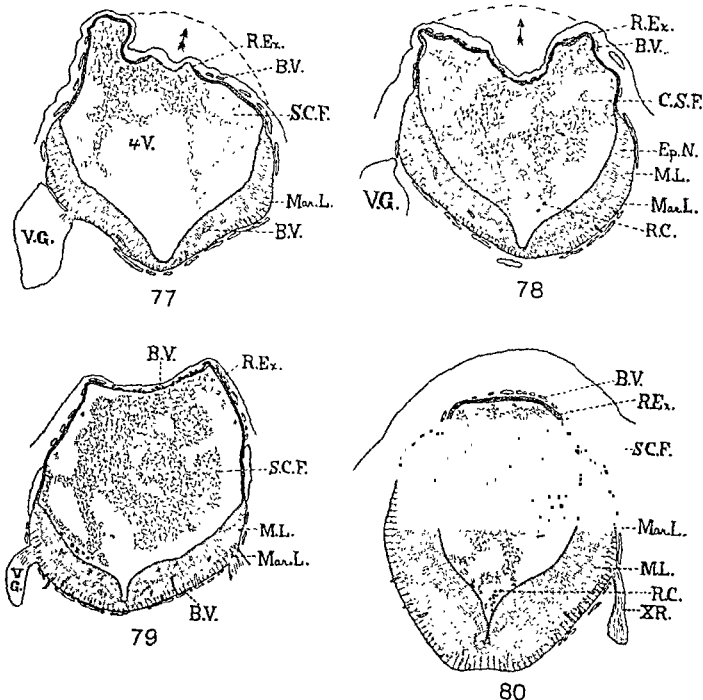 R.Ex.
B.V.
S.C.F.
4V.
Mar.L.
V.G.
B.V.
77
R.Ex.
B.V.
C.S.F.
Ep.N.
M.L.
V.G.
Mar.L.
R.C.
78
B.V.
R.Ex.
S.C.F.
M.L.
Mar.L.
V.
G.
B.V.
79
B.V.
R.Ex.
S.C.F.
Mar.L.
M.L.
R.C.
XR.
80